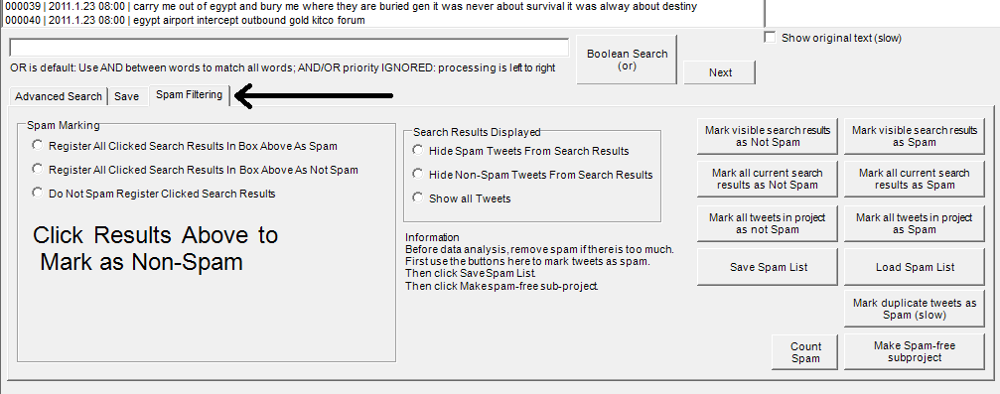 000039 | 2011.1.23 08:00 | carry me out of egypt and bury me where they are buried gen it was never about survival it was alway about destiny
000040 | 2011.1.23 08:00 | egypt airport intercept outbound gold kitco forum
Show original text (slow)
Boolean Search
(or)
OR is default: Use AND between words to match all words; AND/OR priority IGNORED: processing is left to right
Next
Advanced Search
Save
Spam Filtering
Spam Marking
Register All Clicked Search Results In Box Above As Spam
Register All Clicked Search Results In Box Above As Not Spam
Do Not Spam Register Clicked Search Results
Click Results Above to
Mark as Non-Spam
Search Results Displayed
Hide Spam Tweets From Search Results
Hide Non-Spam Tweets From Search Results
Show all Tweets
Information
Before data analysis, remove spam if there is too much.
First use the buttons here to mark tweets as spam.
Then click Save Spam List.
Then click Make spam-free sub-project.
Mark visible search results
as Not Spam
Mark visible search results
as Spam
Mark all current search
results as Not Spam
Mark all current search
results as Spam
Mark all tweets in project
as not Spam
Mark all tweets in project
as Spam
Save Spam List
Load Spam List
Mark duplicate tweets as
Spam (slow)
Count
Spam
Make Spam-free
subproject